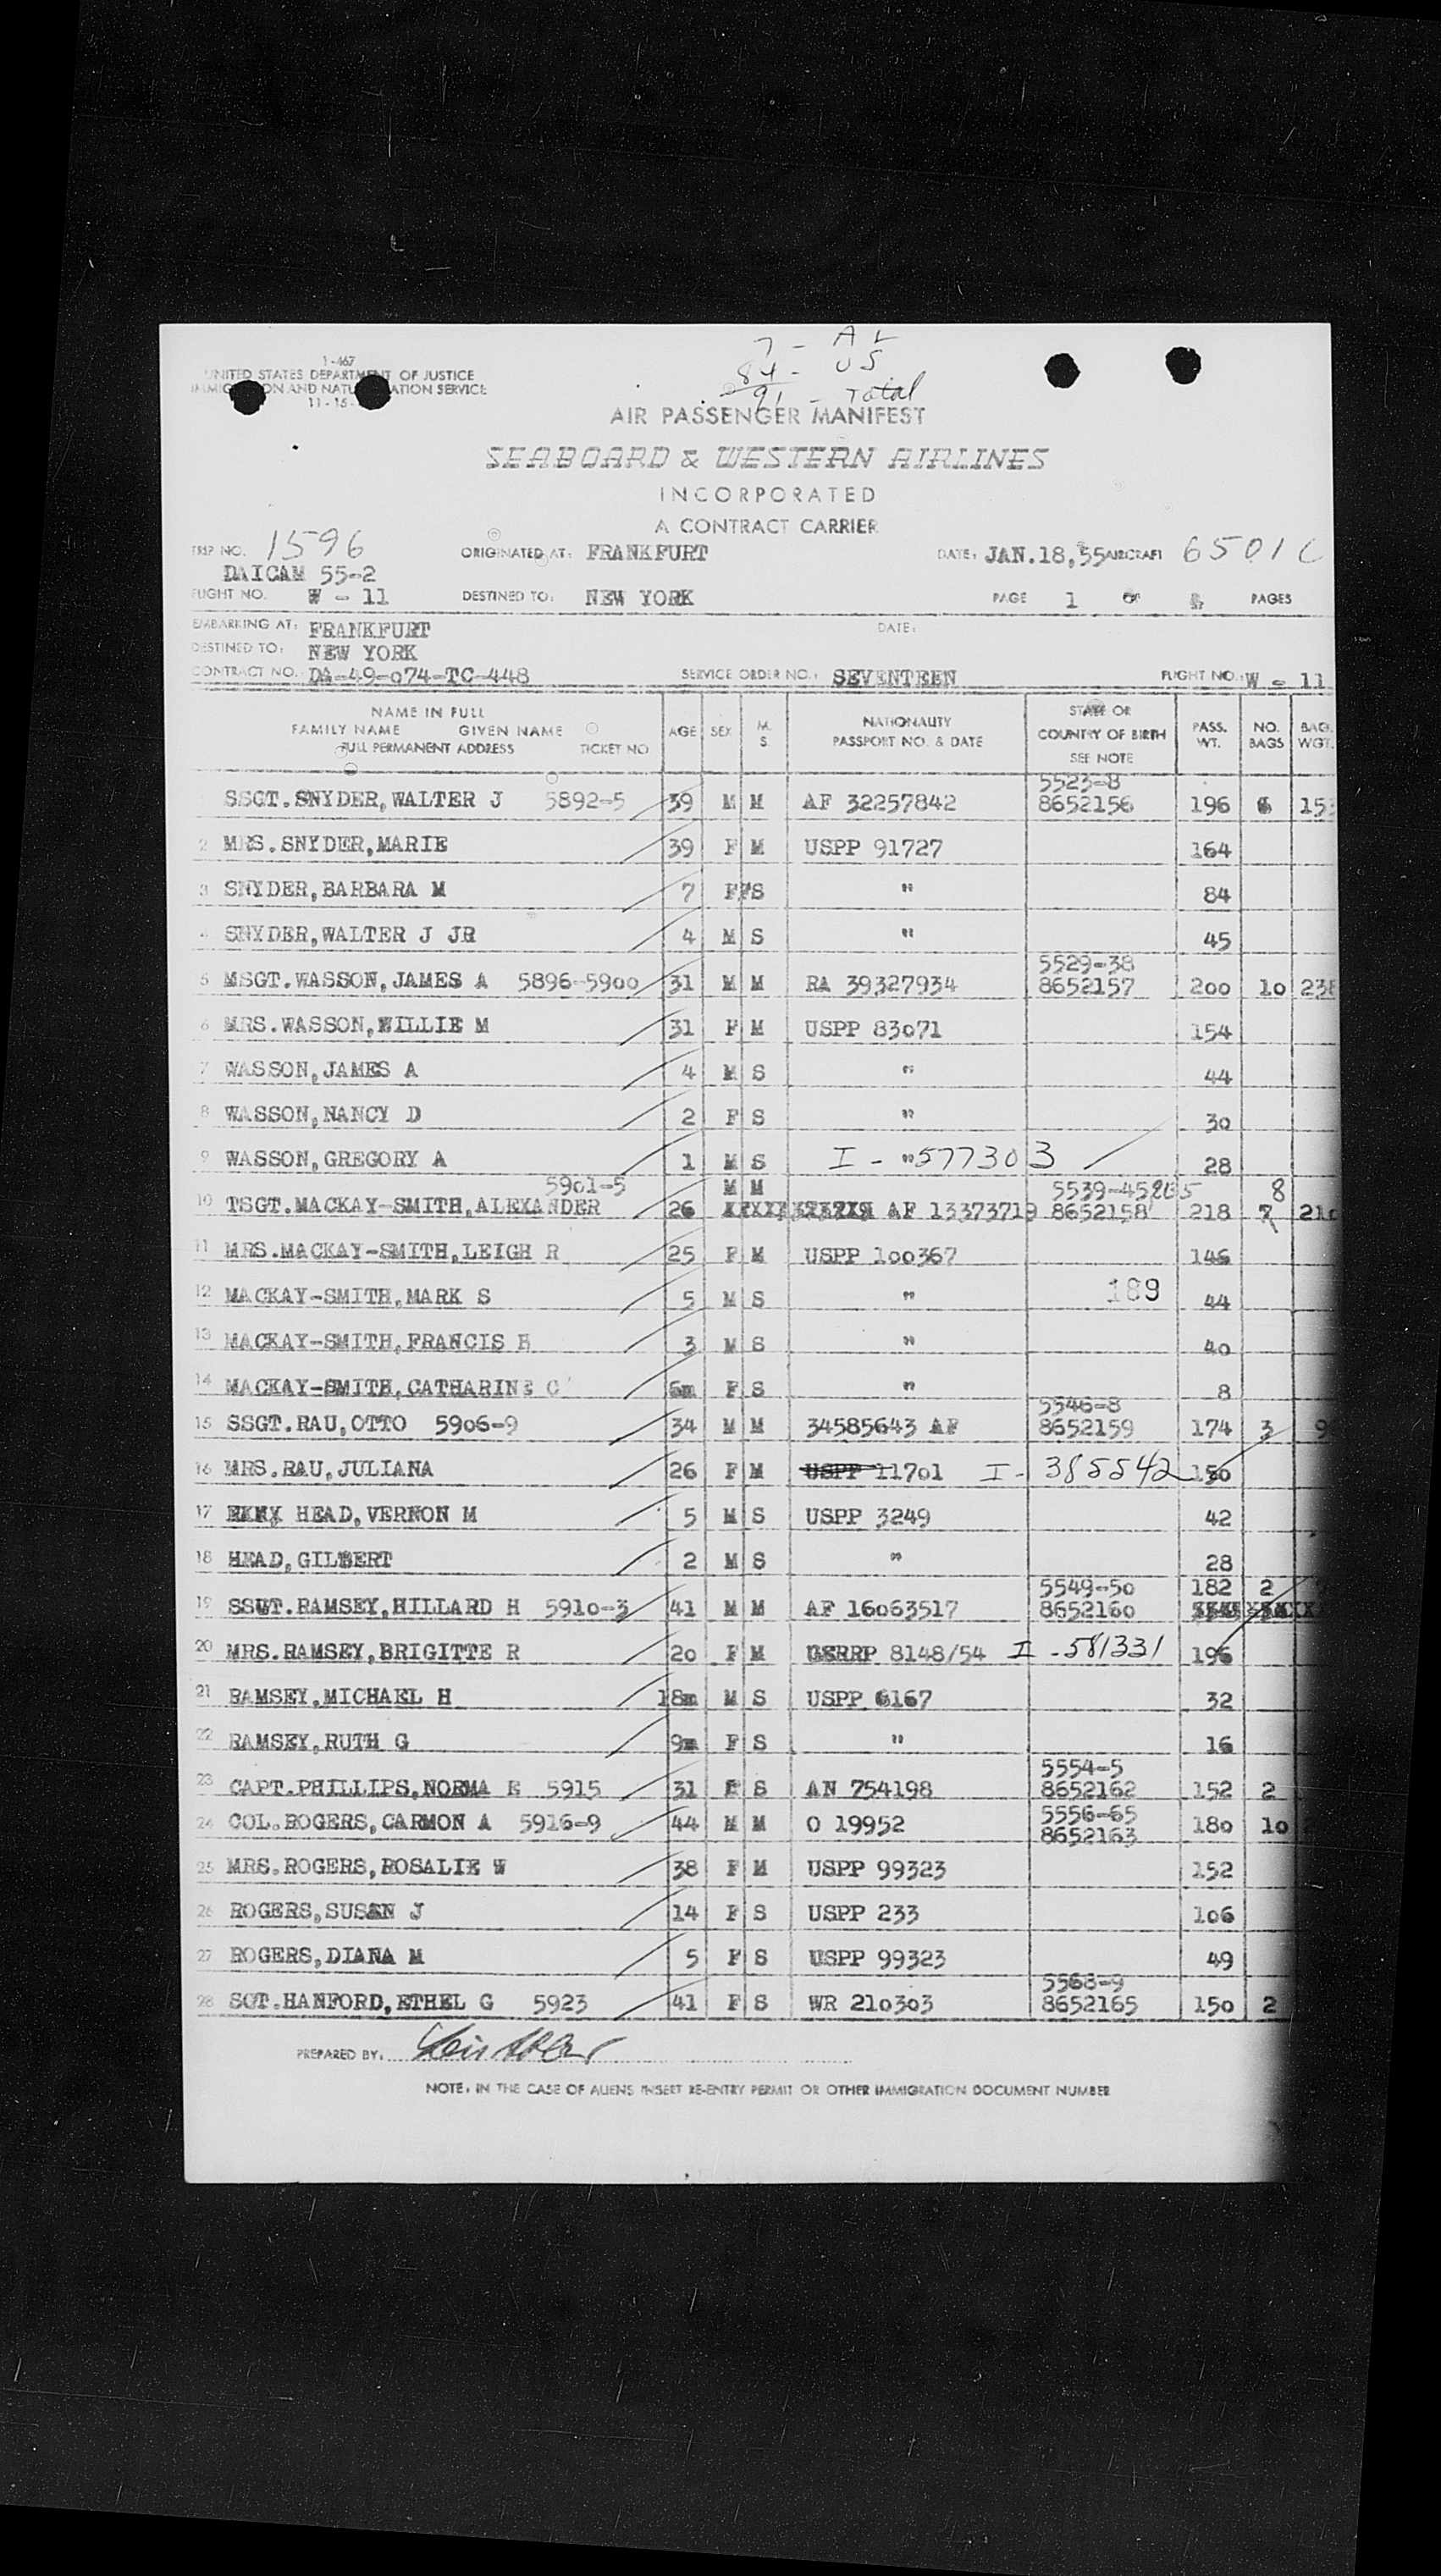 7 - AL
84 - US
91 - Total
1-467
UNITED STATES DEPARTMENT OF JUSTICE
IMMIG ON AND NATU ATION SERVICE
11-15-
AIR PASSENGER MANIFEST
SEABOARD & WESTERN AIRLINES
INCORPORATED
A CONTRACT CARRIER
TRIP NO. 1596 ORIGINATED AT: FRANKFURT DATE: JAN.18,55 AIRCRAFT 6501C
DAICAM 55-2
FLIGHT NO. W - 11 DESTINED TO: NEW YORK PAGE 1 OF PAGES
EMBARKING AT: FRANKFURT DATE:
DESTINED TO: NEW YORK
CONTRACT NO. DA-49-074-TC-448 SERVICE ORDER NO.: SEVENTEEN FLIGHT NO.: W - 11
NAME IN FULL
FAMILY NAME GIVEN NAME
FULL PERMANENT ADDRESS TICKET NO AGE SEX M. S. NATIONALITY PASSPORT NO. & DATE STATE OR COUNTRY OF BIRTH SEE NOTE PASS. WT. NO. BAGS BAG. WGT.
5523-8
SSGT.SNYDER,WALTER J 5892-5 39 M M AF 32257842 8652156 196 6 153
2 MRS.SNYDER,MARIE 39 F M USPP 91727 164
3 SNYDER,BARBARA M 7 F S " 84
4 SNYDER,WALTER J JR 4 M S " 45
5529-38
5 MSGT.WASSON,JAMES A 5896-5900 31 M M RA 39327934 8652157 200 10 238
6 MRS.WASSON,WILLIE M 31 F M USPP 83071 154
7 WASSON,JAMES A 4 M S " 44
8 WASSON,NANCY D 2 F S " 30
9 WASSON,GREGORY A 1 M S I - "577303 28
5901-5 M M 5539-45 8
10 TSGT.MACKAY-SMITH,ALEXANDER 26 AF 13373719 8652158 218 7 210
11 MRS.MACKAY-SMITH,LEIGH R 25 F M USPP 100367 146
12 MACKAY-SMITH,MARK S 5 M S " 189 44
13 MACKAY-SMITH,FRANCIS H 3 M S " 40
14 MACKAY-SMITH,CATHARINE C 6m F S " 8
5546-8
15 SSGT.RAU,OTTO 5906-9 34 M M 34585643 AF 8652159 174 3 9
16 MRS.RAU,JULIANA 26 F M USPP 11701 I - 385542 150
17 HEAD,VERNON M 5 M S USPP 3249 42
18 HEAD,GILBERT 2 M S " 28
5549-50 182 2
19 SSGT.RAMSEY,HILLARD H 5910-3 41 M M AF 16063517 8652160
20 MRS.RAMSEY,BRIGITTE R 20 F M GERRP 8148/54 I - 581331 196
21 RAMSEY,MICHAEL H 18m M S USPP 6167 32
22 RAMSEY,RUTH G 9m F S " 16
5554-5
23 CAPT.PHILLIPS,NORMA E 5915 31 F S AN 754198 8652162 152 2
5556-65
24 COL.ROGERS,CARMON A 5916-9 44 M M O 19952 8652163 180 10
25 MRS.ROGERS,ROSALIE W 38 F M USPP 99323 152
26 ROGERS,SUSAN J 14 F S USPP 233 106
27 ROGERS,DIANA M 5 F S USPP 99323 49
5568-9
28 SGT.HANFORD,ETHEL G 5923 41 F S WR 210303 8652165 150 2
PREPARED BY.
NOTE: IN THE CASE OF ALIENS INSERT RE-ENTRY PERMIT OR OTHER IMMIGRATION DOCUMENT NUMBER